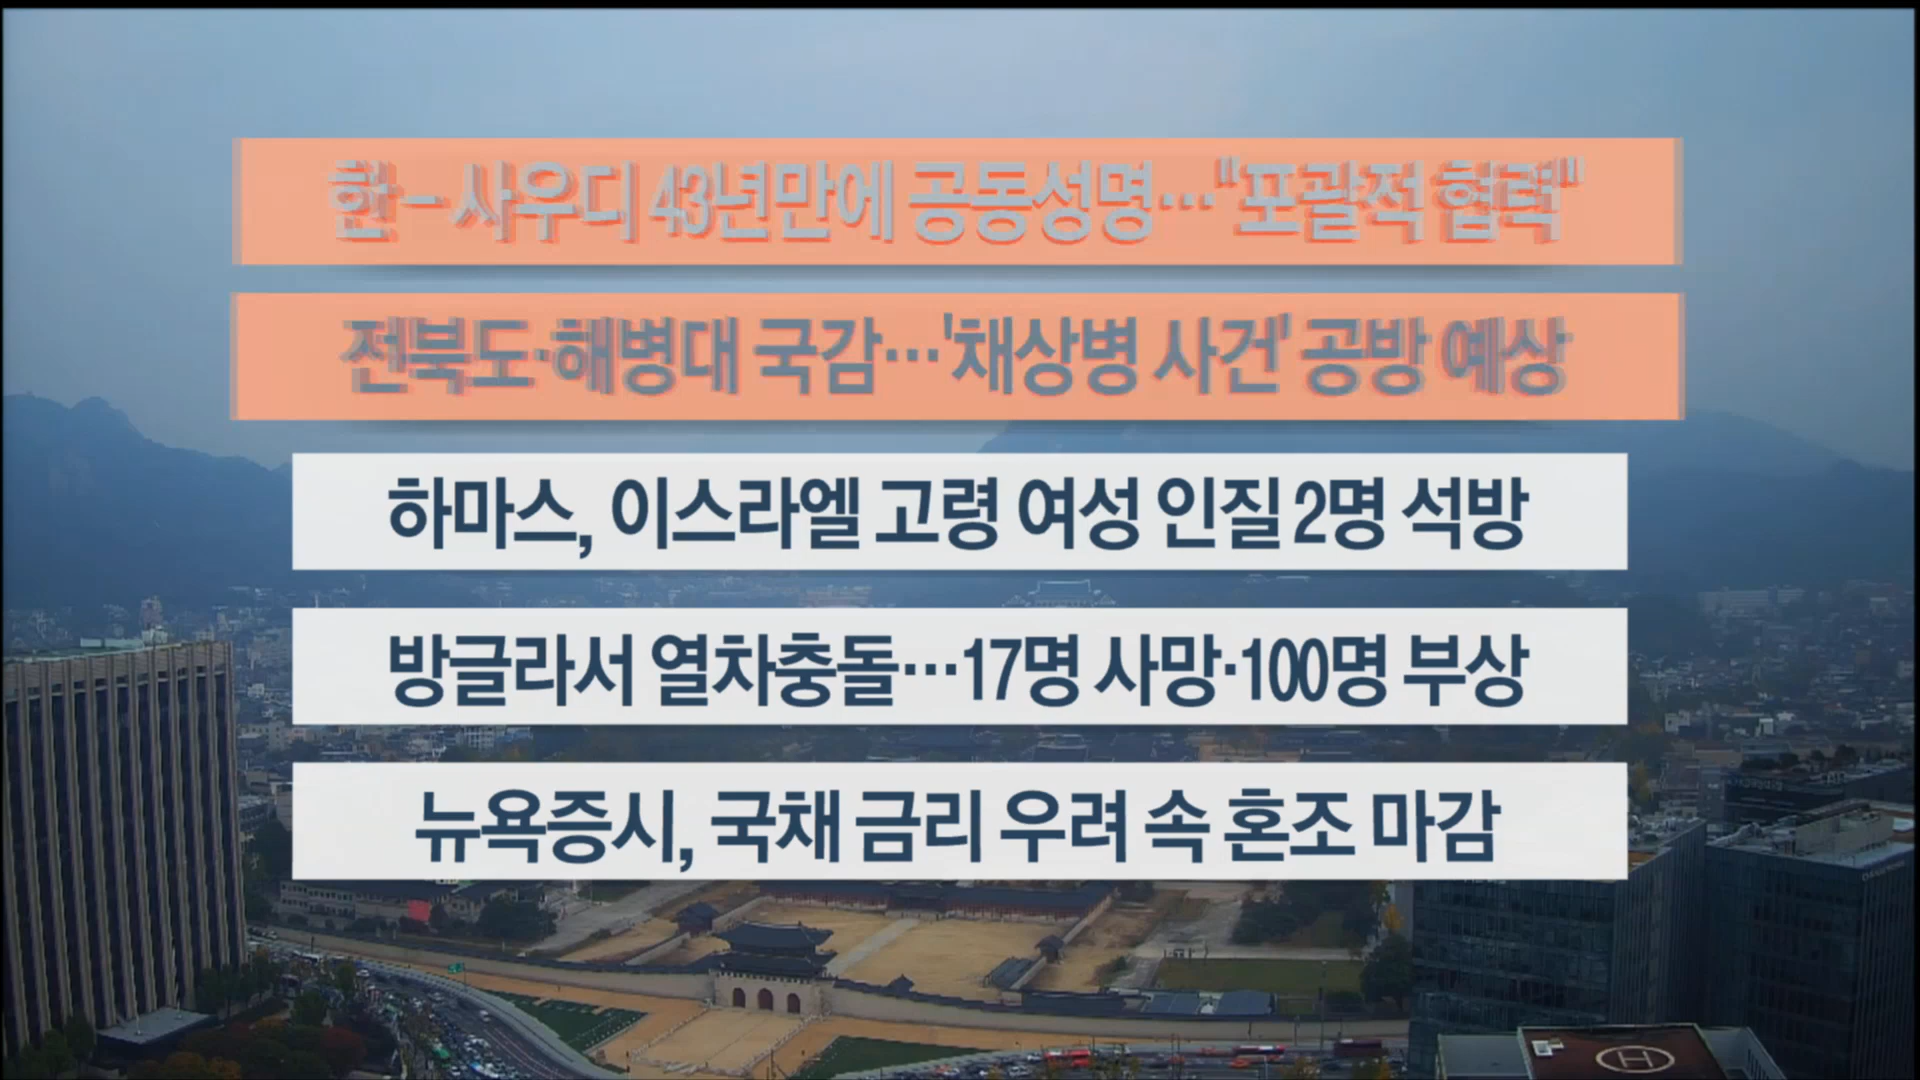 한-사우디 43년만에 공동성명…"포괄적 협력"
전북도·해병대 국감…'채상병 사건' 공방 예상
하마스, 이스라엘 고령 여성 인질 2명 석방
방글라서 열차충돌…17명 사망·100명 부상
뉴욕증시, 국채 금리 우려 속 혼조 마감
H